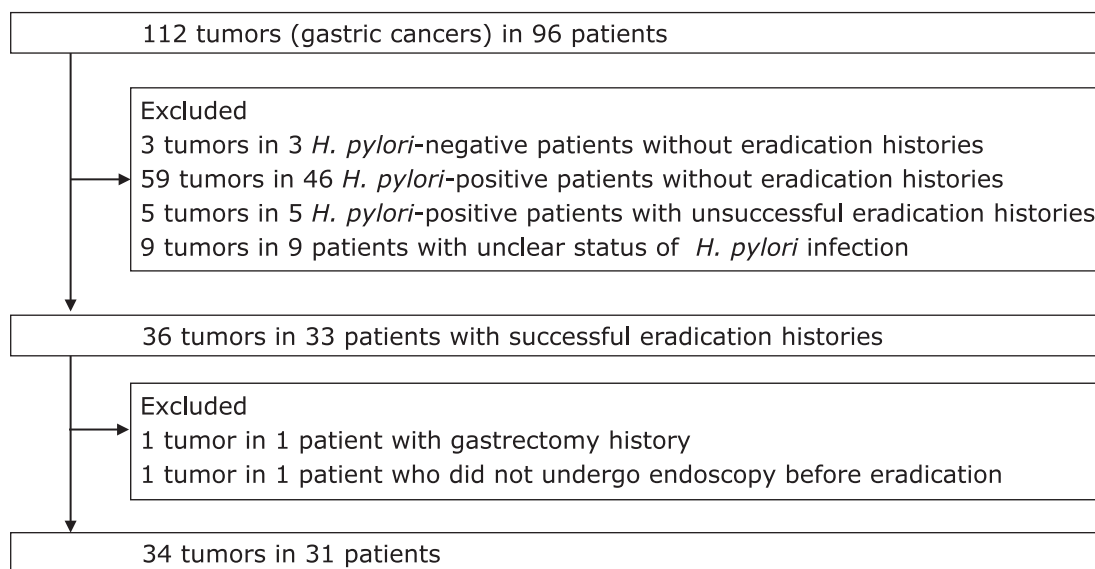 112 tumors (gastric cancers) in 96 patients
Excluded
3 tumors in 3 H. pylori-negative patients without eradication histories
59 tumors in 46 H. pylori-positive patients without eradication histories
5 tumors in 5 H. pylori-positive patients with unsuccessful eradication histories
9 tumors in 9 patients with unclear status of H. pylori infection
36 tumors in 33 patients with successful eradication histories
Excluded
1 tumor in 1 patient with gastrectomy history
1 tumor in 1 patient who did not undergo endoscopy before eradication
34 tumors in 31 patients